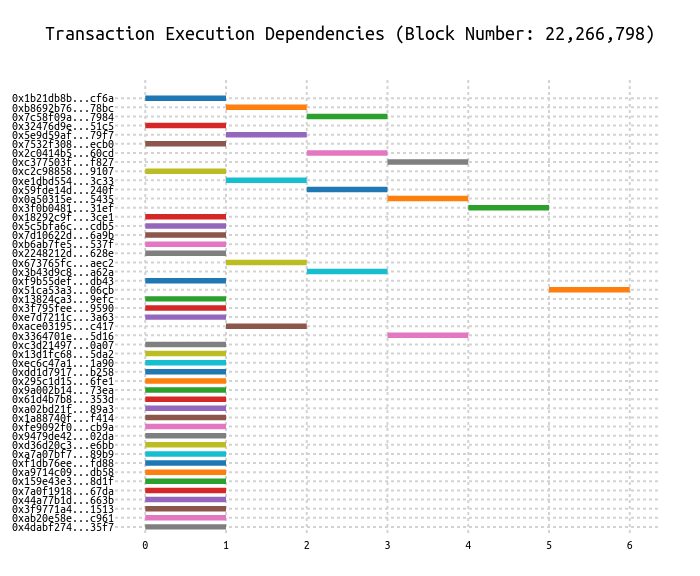 Transaction Execution Dependencies (Block Number: 22,266,798)
0x1b21db8b...cf6a
0xb8692b76...78bc
0x7c58f09a...7984
0x32476d9e...51c5
0x5e9d59af...79f7
0x7532f308...ecb0
0x2c0414b5...60cd
0xc377503f...f827
0xc2c98858...9107
0xe1dbd554...3c33
0x59fde14d...240f
0x0a50315e...5435
0x3f0b0481...31ef
0x18292c9f...3ce1
0x5c5bfa6c...cdb5
0x7d10622d...6a9b
0xb6ab7fe5...537f
0x2248212d...628e
0x673765fc...aec2
0x3b43d9c8...a62a
0xf9b55def...db43
0x51ca53a3...06cb
0x13824ca3...9efc
0x3f795fee...9590
0xe7d7211c...3a63
0xace03195...c417
0x3364701e...5d16
0xc3d21497...0a07
0x13d1fc68...5da2
0xec6c47a1...1a90
0xdd1d7917...b258
0x295c1d15...6fe1
0x9a002b14...73ea
0x61d4b7b8...353d
0xa02bd21f...89a3
0x1a88740f...f414
0xfe9092f0...cb9a
0x9479de42...02da
0xd36d20c3...e6bb
0xa7a07bf7...89b9
0xf1db76ee...fd88
0xa9714c09...db58
0x159e43e3...8d1f
0x7a0f1918...67da
0x44a77b1d...663b
0x3f9771a4...1513
0xab20e58e...c961
0x4dabf274...35f7
0 1 2 3 4 5 6